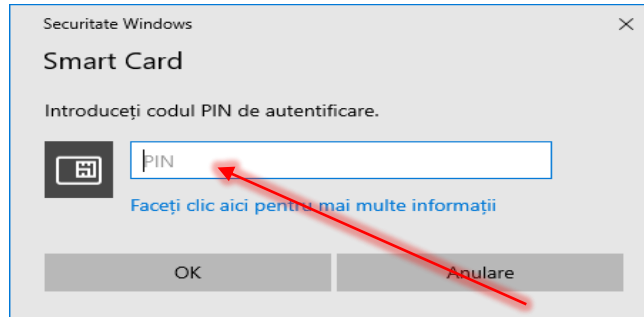 Securitate Windows
Smart Card
Introduceți codul PIN de autentificare.
PIN
Faceți clic aici pentru mai multe informații
OK
Anulare